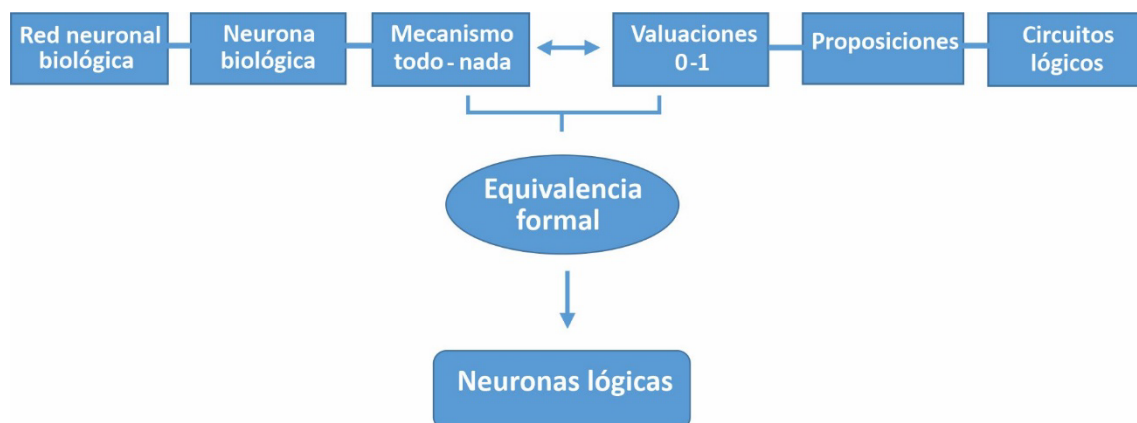 Red neuronal
biológica
Neurona
biológica
Mecanismo
todo - nada
Valuaciones
0-1
Proposiciones
Circuitos
lógicos
Equivalencia
formal
Neuronas lógicas